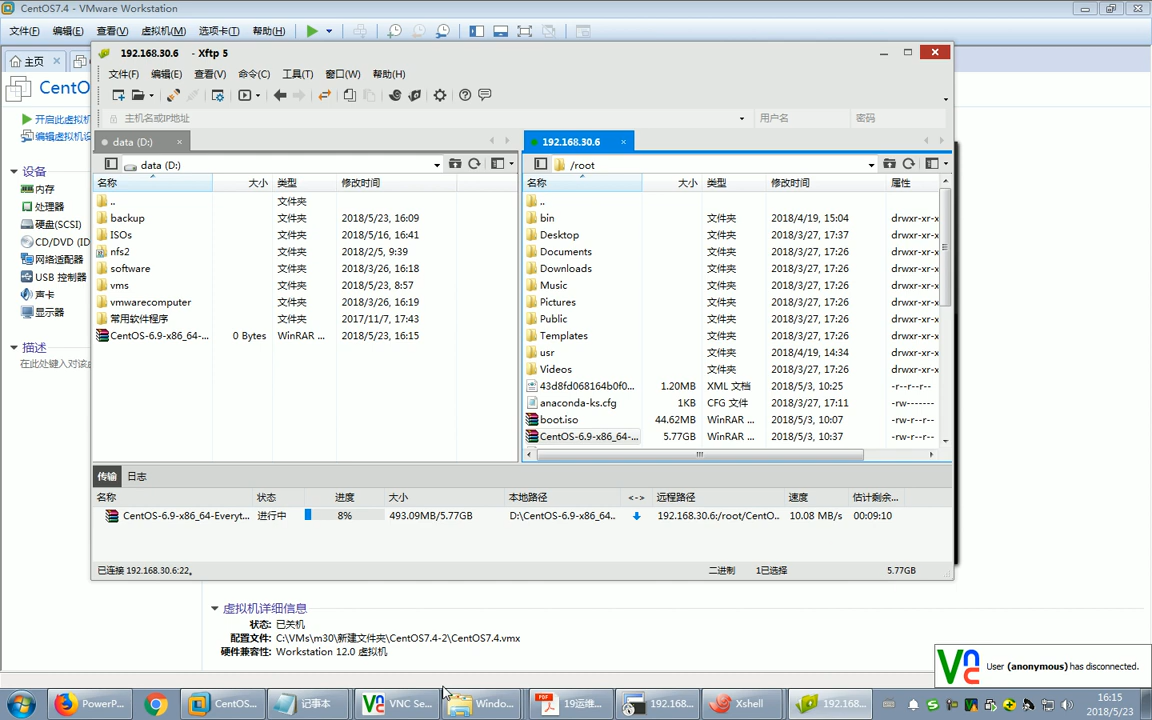 CentOS7.4 - VMware Workstation
文件(F) 编辑(E) 查看(V) 虚拟机(M) 选项卡(T) 帮助(H)
主页 ×
CentO
开启此虚拟机
编辑虚拟机设
设备
内存
处理器
硬盘(SCSI)
CD/DVD (ID
网络适配器
USB 控制器
声卡
显示器
描述
在此处键入对该虚
192.168.30.6 - Xftp 5
文件(F) 编辑(E) 查看(V) 命令(C) 工具(T) 窗口(W) 帮助(H)
主机名或IP地址 用户名 密码
data (D:) ×
data (D:)
名称 大小 类型 修改时间
.. 文件夹
backup 文件夹 2018/5/23, 16:09
ISOs 文件夹 2018/5/16, 16:41
nfs2 文件夹 2018/2/5, 9:39
software 文件夹 2018/3/26, 16:18
vms 文件夹 2018/5/23, 8:57
vmwarecomputer 文件夹 2018/3/26, 16:19
常用软件程序 文件夹 2017/11/7, 17:43
CentOS-6.9-x86_64-... 0 Bytes WinRAR ... 2018/5/23, 16:15
192.168.30.6 ×
/root
名称 大小 类型 修改时间 属性
.. 文件夹
bin 文件夹 2018/4/19, 15:04 drwxr-xr-x
Desktop 文件夹 2018/3/27, 17:37 drwxr-xr-x
Documents 文件夹 2018/3/27, 17:26 drwxr-xr-x
Downloads 文件夹 2018/3/27, 17:26 drwxr-xr-x
Music 文件夹 2018/3/27, 17:26 drwxr-xr-x
Pictures 文件夹 2018/3/27, 17:26 drwxr-xr-x
Public 文件夹 2018/3/27, 17:26 drwxr-xr-x
Templates 文件夹 2018/3/27, 17:26 drwxr-xr-x
usr 文件夹 2018/4/19, 14:34 drwxr-xr-x
Videos 文件夹 2018/3/27, 17:26 drwxr-xr-x
43d8fd068164b0f0... 1.20MB XML 文档 2018/5/3, 10:25 -r--r--r--
anaconda-ks.cfg 1KB CFG 文件 2018/3/27, 17:11 -rw-------
boot.iso 44.62MB WinRAR ... 2018/5/3, 10:07 -rw-r--r--
CentOS-6.9-x86_64-... 5.77GB WinRAR ... 2018/5/3, 10:37 -rw-r--r--
传输 日志
名称 状态 进度 大小 本地路径 <-> 远程路径 速度 估计剩余...
CentOS-6.9-x86_64-Everyt... 进行中 8% 493.09MB/5.77GB D:\CentOS-6.9-x86_64.. 192.168.30.6:/root/CentO... 10.08 MB/s 00:09:10
已连接 192.168.30.6:22。 二进制 1已选择 5.77GB
虚拟机详细信息
状态: 已关机
配置文件: C:\VMs\m30\新建文件夹\CentOS7.4-2\CentOS7.4.vmx
硬件兼容性: Workstation 12.0 虚拟机
User (anonymous) has disconnected.
PowerP... CentOS... 记事本 VNC Se... Windo... 19运维... 192.168... Xshell 192.168...
16:15
2018/5/23